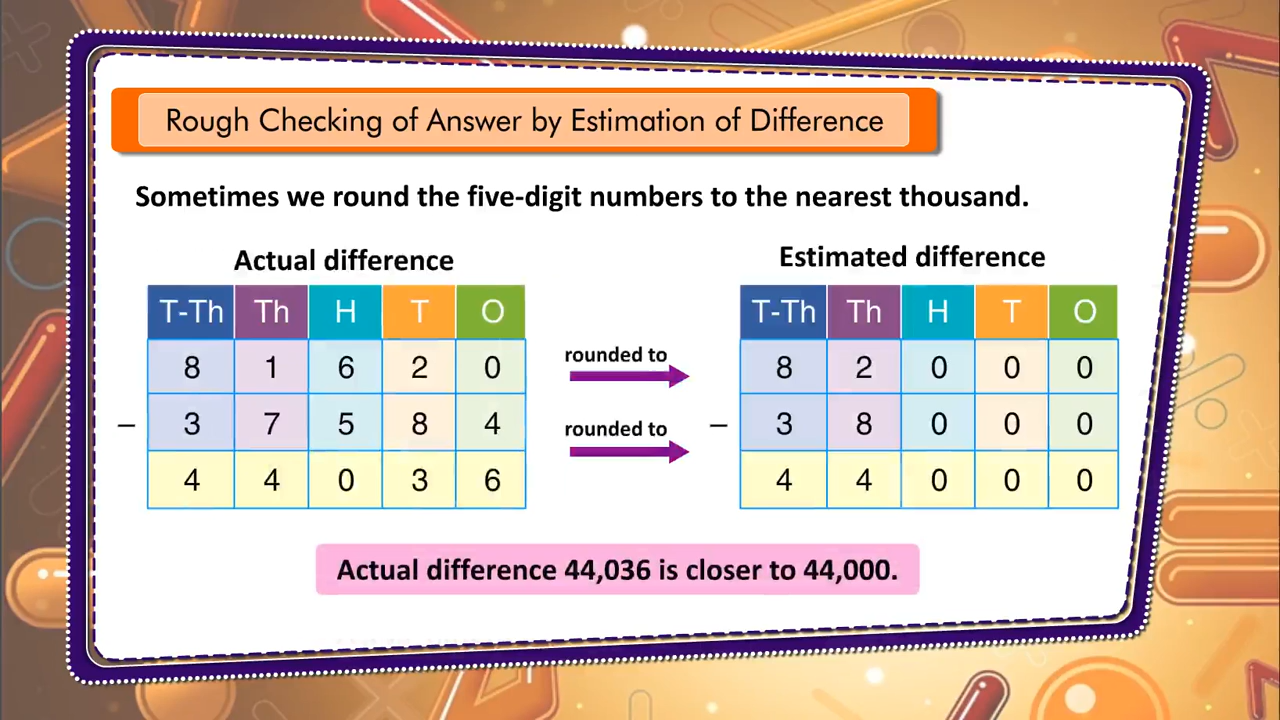 Rough Checking of Answer by Estimation of Difference
Sometimes we round the five-digit numbers to the nearest thousand.
Actual difference
T-Th Th H T O
8 1 6 2 0
– 3 7 5 8 4
4 4 0 3 6
rounded to
rounded to
Estimated difference
T-Th Th H T O
8 2 0 0 0
– 3 8 0 0 0
4 4 0 0 0
Actual difference 44,036 is closer to 44,000.